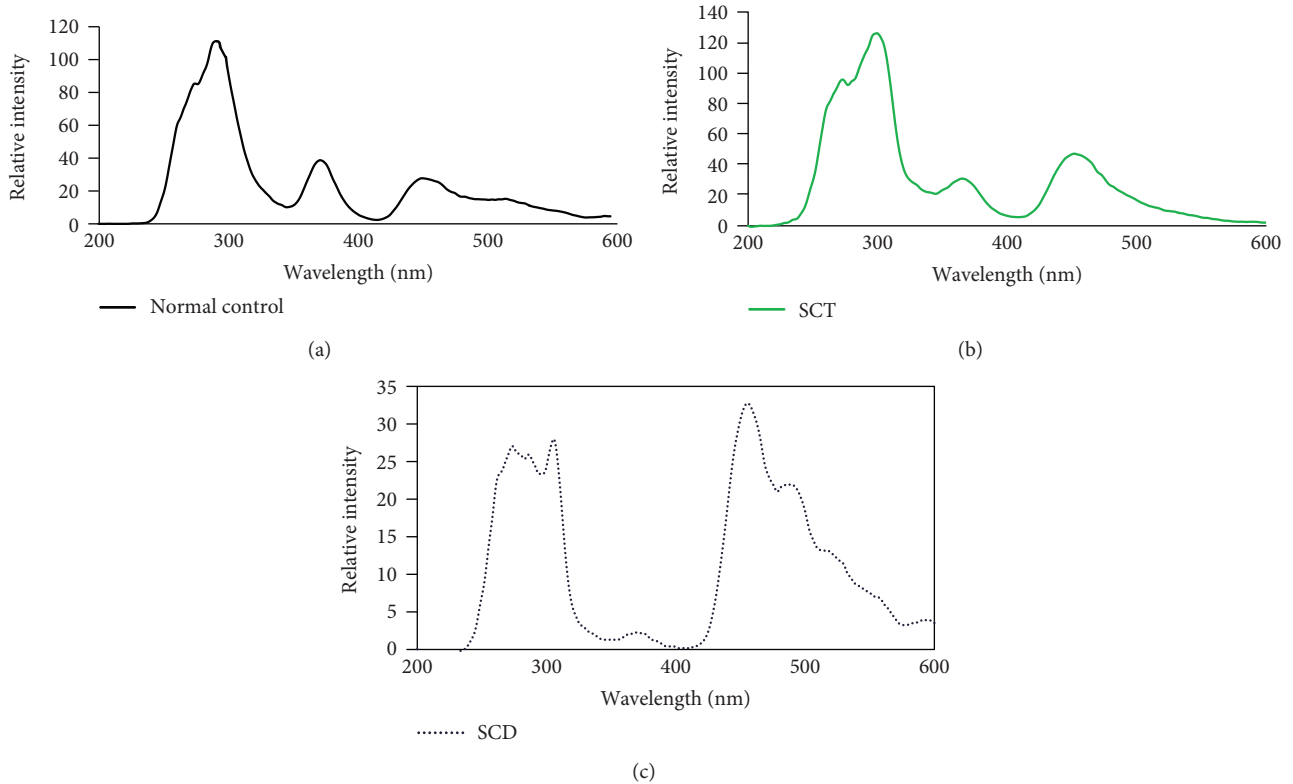 120
100
80
60
40
20
0
Relative intensity
200 300 400 500 600
Wavelength (nm)
Normal control
(a)
140
120
100
80
60
40
20
0
Relative intensity
200 300 400 500 600
Wavelength (nm)
SCT
(b)
35
30
25
20
15
10
5
0
Relative intensity
200 300 400 500 600
Wavelength (nm)
SCD
(c)